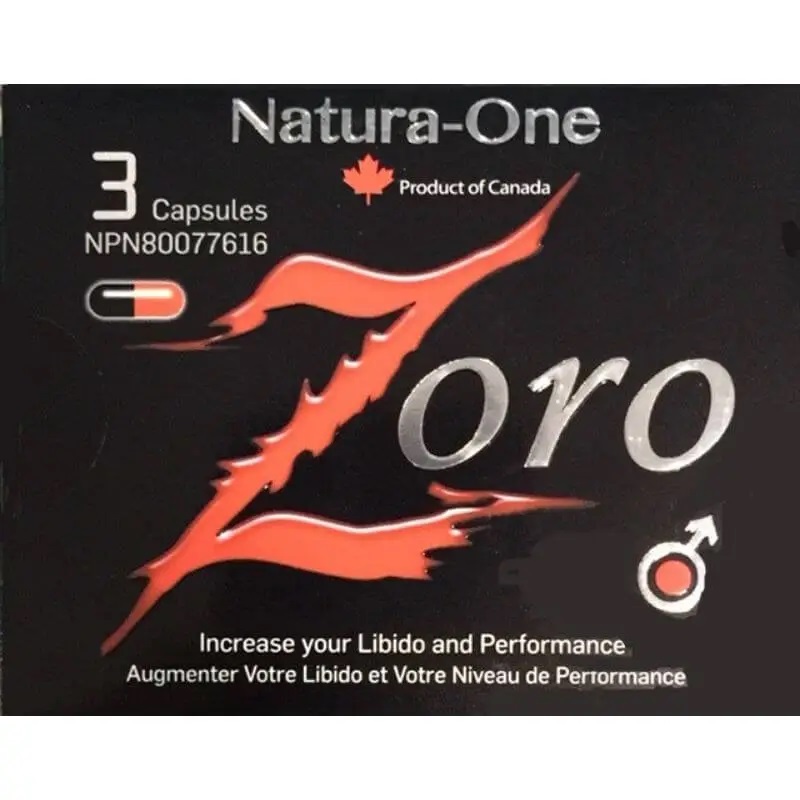 Natura-One
Product of Canada
3 Capsules
NPN80077616
Zoro
Increase your Libido and Performance
Augmenter Votre Libido et Votre Niveau de Performance